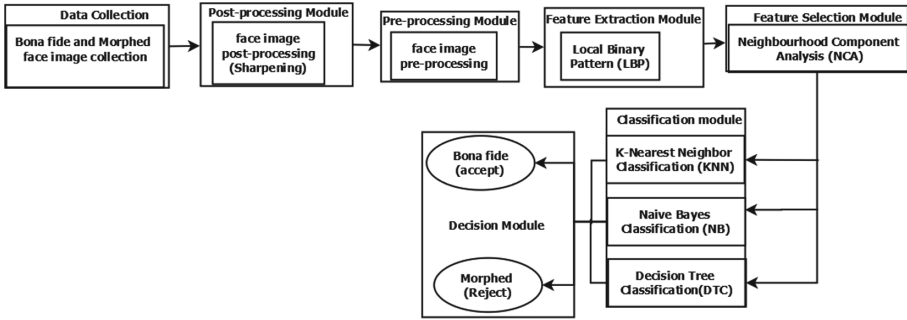 Data Collection
Bona fide and Morphed
face image collection
Post-processing Module
face image
post-processing
(Sharpening)
Pre-processing Module
face image
pre-processing
Feature Extraction Module
Local Binary
Pattern (LBP)
Feature Selection Module
Neighbourhood Component
Analysis (NCA)
Classification module
K-Nearest Neighbor
Classification (KNN)
Naive Bayes
Classification (NB)
Decision Tree
Classification(DTC)
Bona fide
(accept)
Decision Module
Morphed
(Reject)